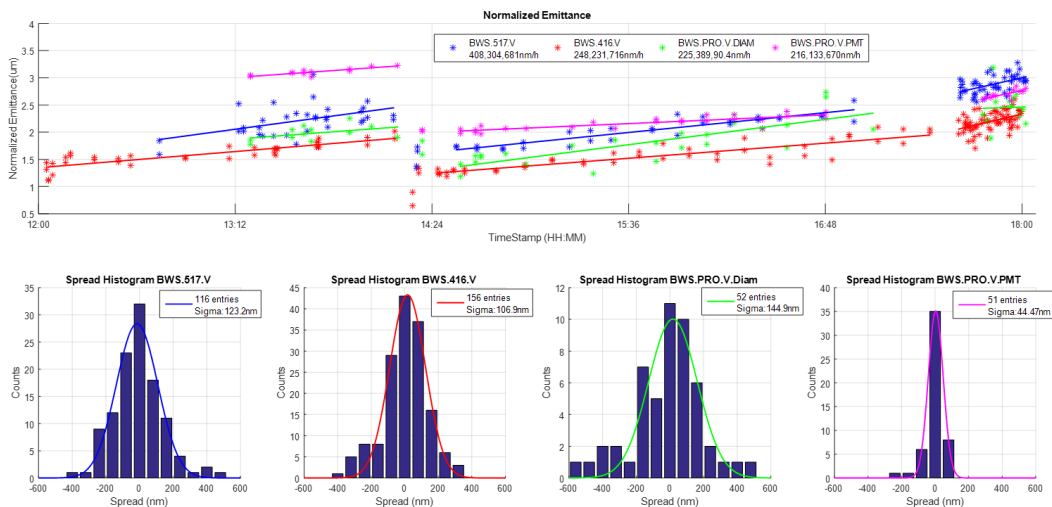 Normalized Emittance
4
3.5
3
2.5
2
1.5
1
0.5
Normalized Emittance(um)
BWS.517.V
408,304,681nm/h
BWS.416.V
248,231,716nm/h
BWS.PRO.V.DIAM
225,389,90.4nm/h
BWS.PRO.V.PMT
216,133,670nm/h
12:00 13:12 14:24 15:36 16:48 18:00
TimeStamp (HH:MM)
Spread Histogram BWS.517.V
35
30
25
20
15
10
5
0
Counts
116 entries
Sigma:123.2nm
-600 -400 -200 0 200 400 600
Spread (nm)
Spread Histogram BWS.416.V
45
40
35
30
25
20
15
10
5
0
Counts
156 entries
Sigma:106.9nm
-600 -400 -200 0 200 400 600
Spread (nm)
Spread Histogram BWS.PRO.V.Diam
12
10
8
6
4
2
0
Counts
52 entries
Sigma:144.9nm
-600 -400 -200 0 200 400 600
Spread (nm)
Spread Histogram BWS.PRO.V.PMT
40
35
30
25
20
15
10
5
0
Counts
51 entries
Sigma:44.47nm
-600 -400 -200 0 200 400 600
Spread (nm)